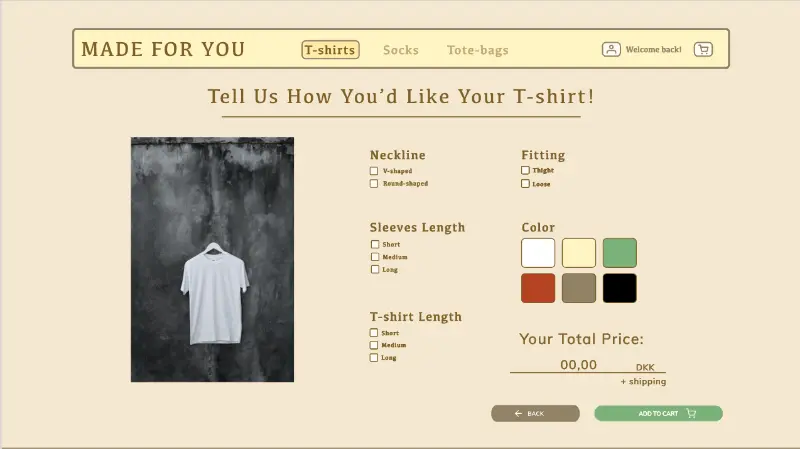 MADE FOR YOU
T-shirts Socks Tote-bags
Welcome back!
Tell Us How You'd Like Your T-shirt!
Neckline
V-shaped
Round-shaped
Fitting
Thight
Loose
Sleeves Length
Short
Medium
Long
Color
T-shirt Length
Short
Medium
Long
Your Total Price:
00,00 DKK
+ shipping
BACK
ADD TO CART